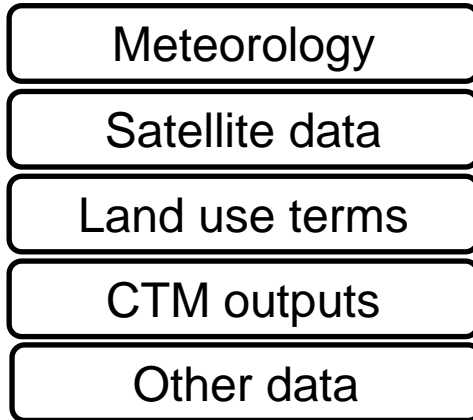 Meteorology
Satellite data
Land use terms
CTM outputs
Other data